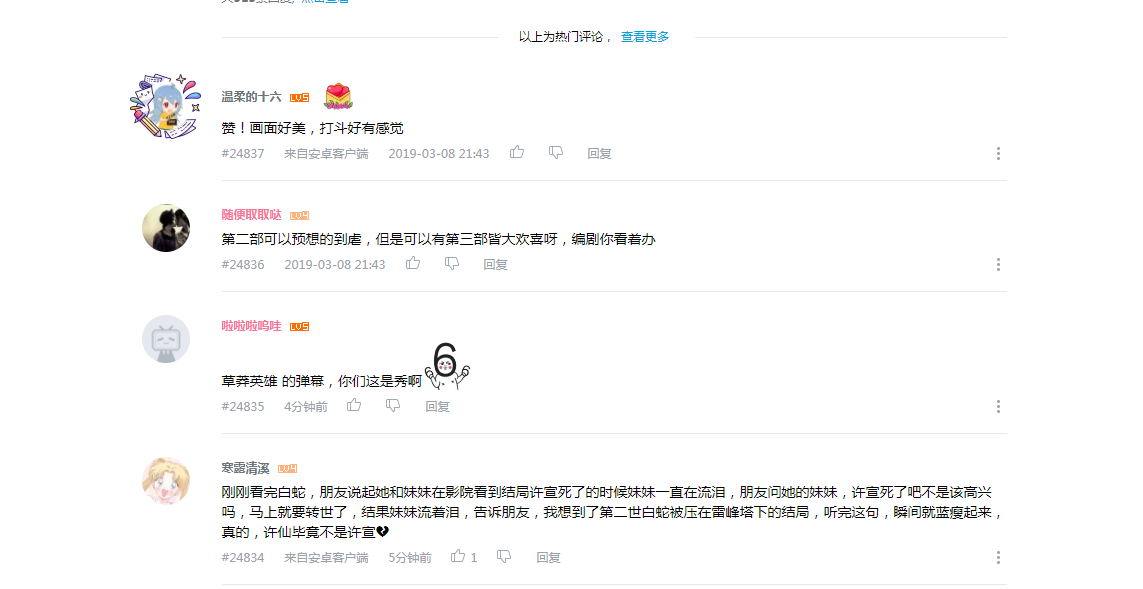 以上为热门评论， 查看更多
温柔的十六 LV5
赞！画面好美，打斗好有感觉
#24837 来自安卓客户端 2019-03-08 21:43 回复
随便取取哒 LV4
第二部可以预想的到虐，但是可以有第三部皆大欢喜呀，编剧你看着办
#24836 2019-03-08 21:43 回复
啦啦啦呜哇 LV5
草莽英雄 的弹幕，你们这是秀啊 6
#24835 4分钟前 回复
寒露清溪 LV4
刚刚看完白蛇，朋友说起她和妹妹在影院看到结局许宣死了的时候妹妹一直在流泪，朋友问她的妹妹，许宣死了吧不是该高兴
吗，马上就要转世了，结果妹妹流着泪，告诉朋友，我想到了第二世白蛇被压在雷峰塔下的结局，听完这句，瞬间就蓝瘦起来，
真的，许仙毕竟不是许宣💔
#24834 来自安卓客户端 5分钟前 1 回复